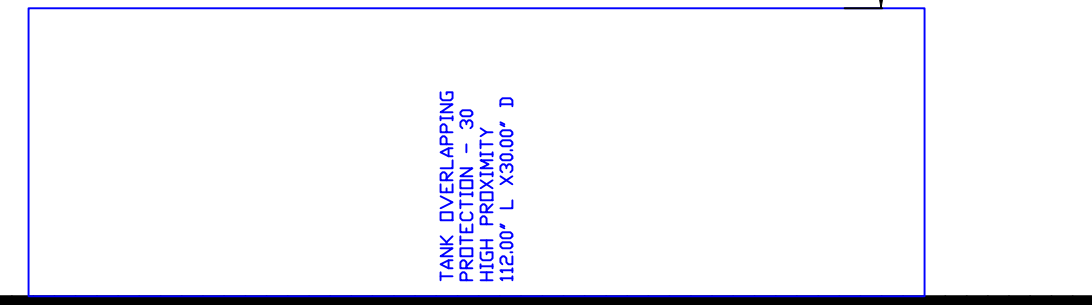 TANK OVERLAPPING
PROTECTION - 30
HIGH PROXIMITY
112.00" L X30.00" D